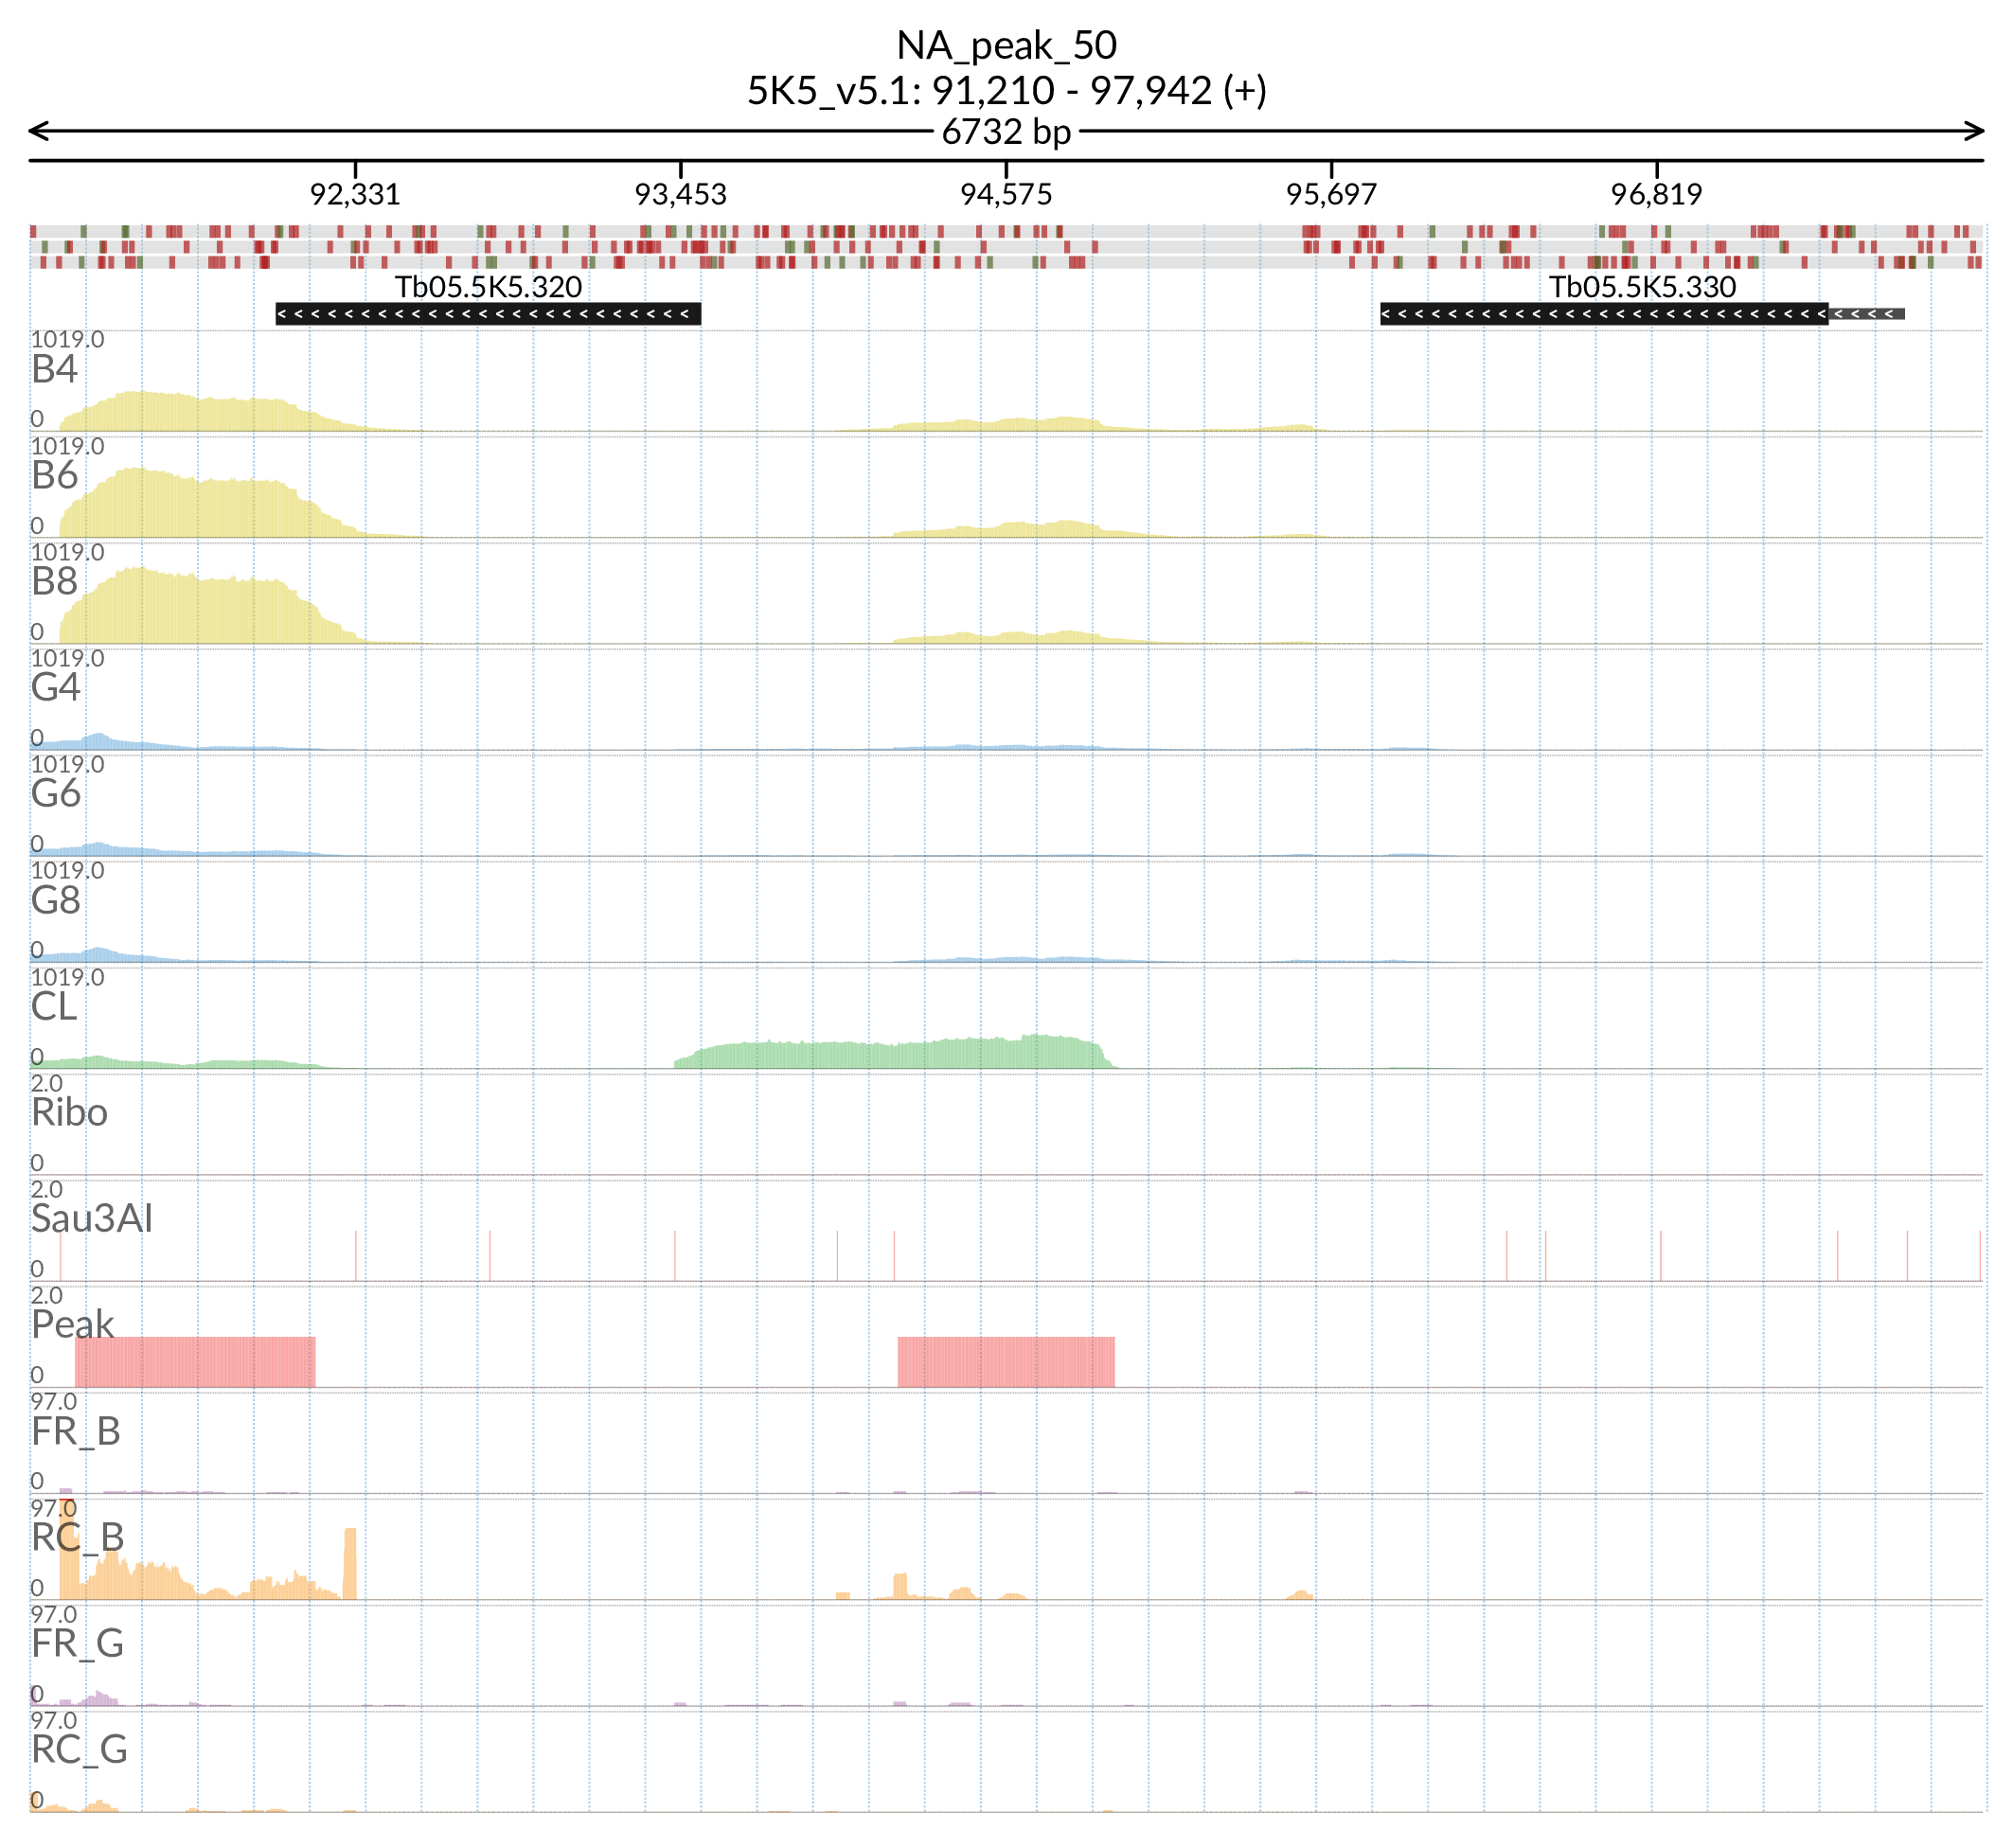 NA_peak_50
5K5_v5.1: 91,210 - 97,942 (+)
6732 bp
92,331 93,453 94,575 95,697 96,819
Tb05.5K5.320 Tb05.5K5.330
1019.0
B4
0
1019.0
B6
0
1019.0
B8
0
1019.0
G4
0
1019.0
G6
0
1019.0
G8
0
1019.0
CL
0
2.0
Ribo
0
2.0
Sau3AI
0
2.0
Peak
0
97.0
FR_B
0
97.0
RC_B
0
97.0
FR_G
0
97.0
RC_G
0